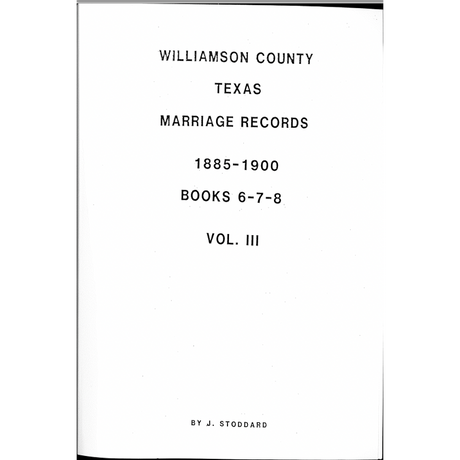 WILLIAMSON COUNTY
TEXAS
MARRIAGE RECORDS
1885-1900
BOOKS 6-7-8
VOL. III
BY J. STODDARD